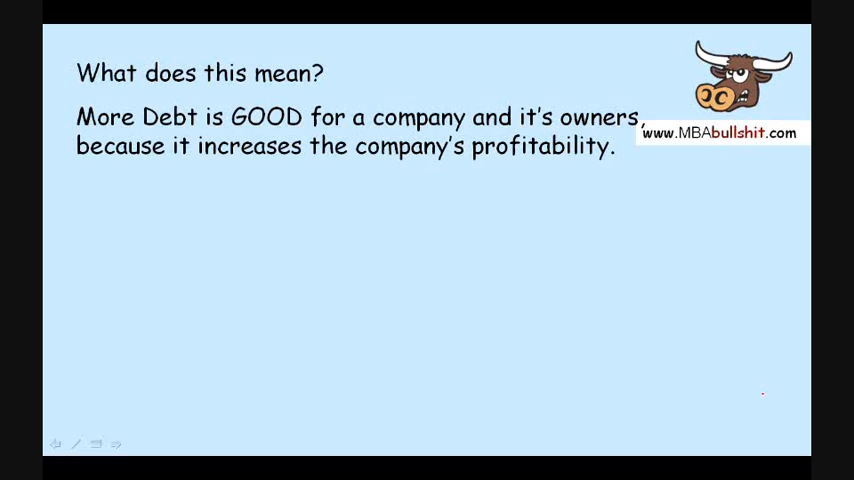 What does this mean?
More Debt is GOOD for a company and it's owners,
because it increases the company's profitability.
www.MBAbullshit.com